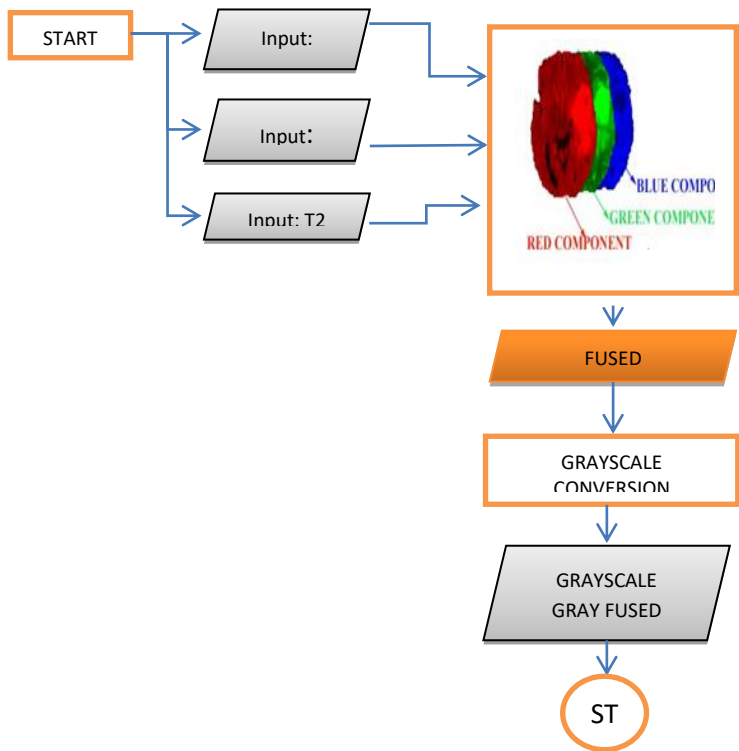 START
Input:
Input:
Input: T2
BLUE COMPO
GREEN COMPONE
RED COMPONENT
FUSED
GRAYSCALE
CONVERSION
GRAYSCALE
GRAY FUSED
ST